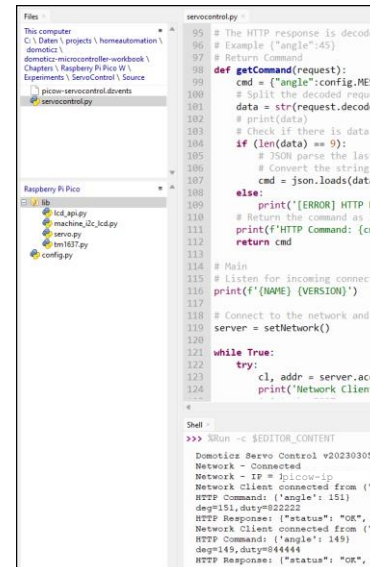 Files
This computer
C: \ Daten \ projects \ homeautomation \
domoticz \
domoticz-microcontroller-workbook \
Chapters \ Raspberry Pi Pico W \
Experiments \ ServoControl \ Source
picow-servocontrol.dzvents
servocontrol.py
Raspberry Pi Pico
lib
lcd_api.py
machine_i2c_lcd.py
servo.py
tm1637.py
config.py
servocontrol.py
95 # The HTTP response is decod
96 # Example {"angle":45}
97 # Return Command
98 def getCommand(request):
99 cmd = {"angle":config.MES
100 # Split the decoded reque
101 data = str(request.decod
102 # print(data)
103 # Check if there is data
104 if (len(data) == 9):
105 # JSON parse the las
106 # Convert the string
107 cmd = json.loads(dat
108 else:
109 print('[ERROR] HTTP
110 # Return the command as
111 print(f'HTTP Command: {c
112 return cmd
113
114 # Main
115 # Listen for incoming connec
116 print(f'{NAME} {VERSION}')
117
118 # Connect to the network and
119 server = setNetwork()
120
121 while True:
122 try:
123 cl, addr = server.ac
124 print('Network Clien
Shell
>>> %Run -c $EDITOR_CONTENT
Domoticz Servo Control v20230305
Network - Connected
Network - IP = picow-ip
Network Client connected from ('
HTTP Command: {'angle': 151}
deg=151,duty=822222
HTTP Response: {"status": "OK",
Network Client connected from ('
HTTP Command: {'angle': 149}
deg=149,duty=844444
HTTP Response: {"status": "OK",